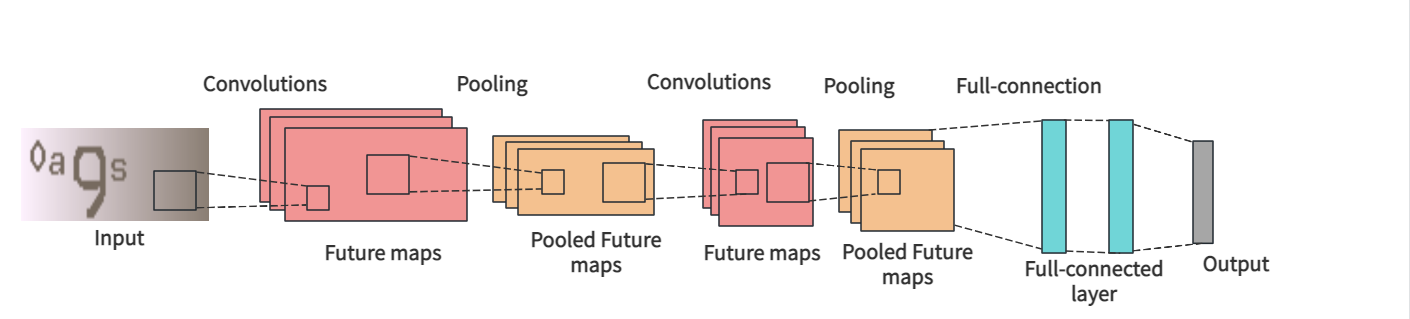 Convolutions
Pooling
Convolutions
Pooling
Full-connection
0a9s
Input
Future maps
Pooled Future
maps
Future maps
Pooled Future
maps
Full-connected
layer
Output